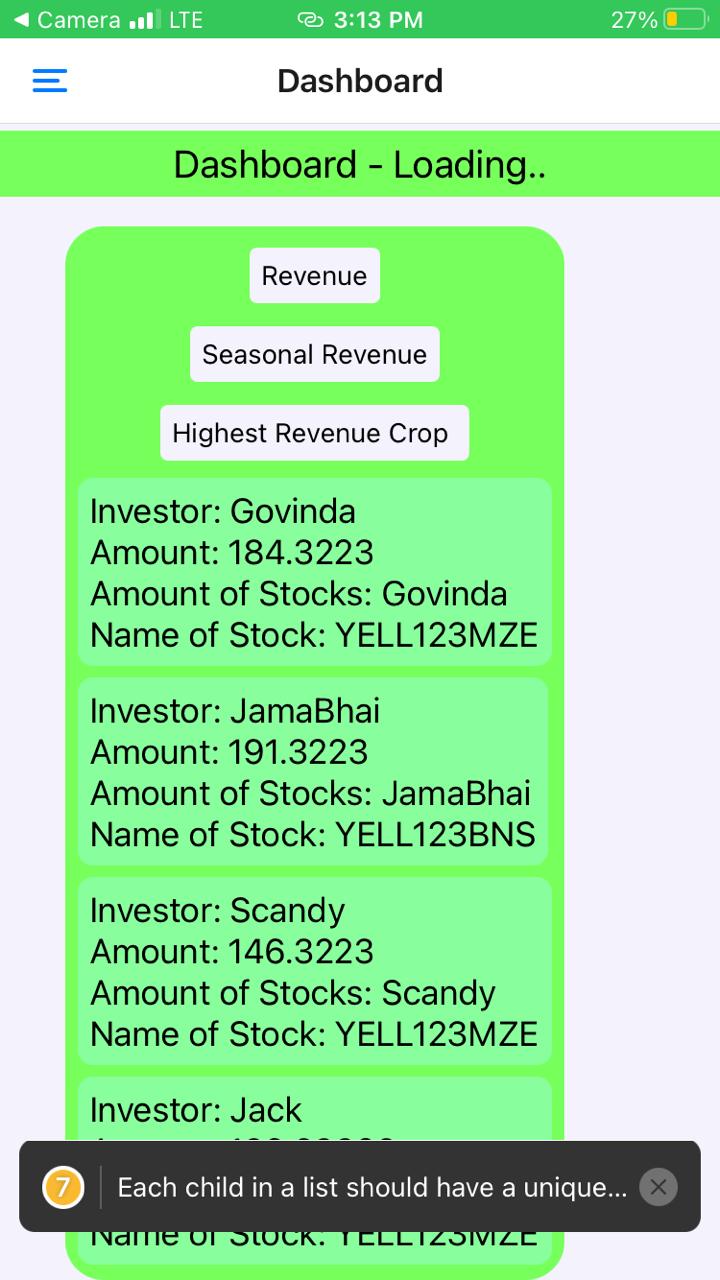 Camera LTE 3:13 PM 27%
Dashboard
Dashboard - Loading..
Revenue
Seasonal Revenue
Highest Revenue Crop
Investor: Govinda
Amount: 184.3223
Amount of Stocks: Govinda
Name of Stock: YELL123MZE
Investor: JamaBhai
Amount: 191.3223
Amount of Stocks: JamaBhai
Name of Stock: YELL123BNS
Investor: Scandy
Amount: 146.3223
Amount of Stocks: Scandy
Name of Stock: YELL123MZE
Investor: Jack
7 Each child in a list should have a unique...
Name of Stock: YELL123MZE